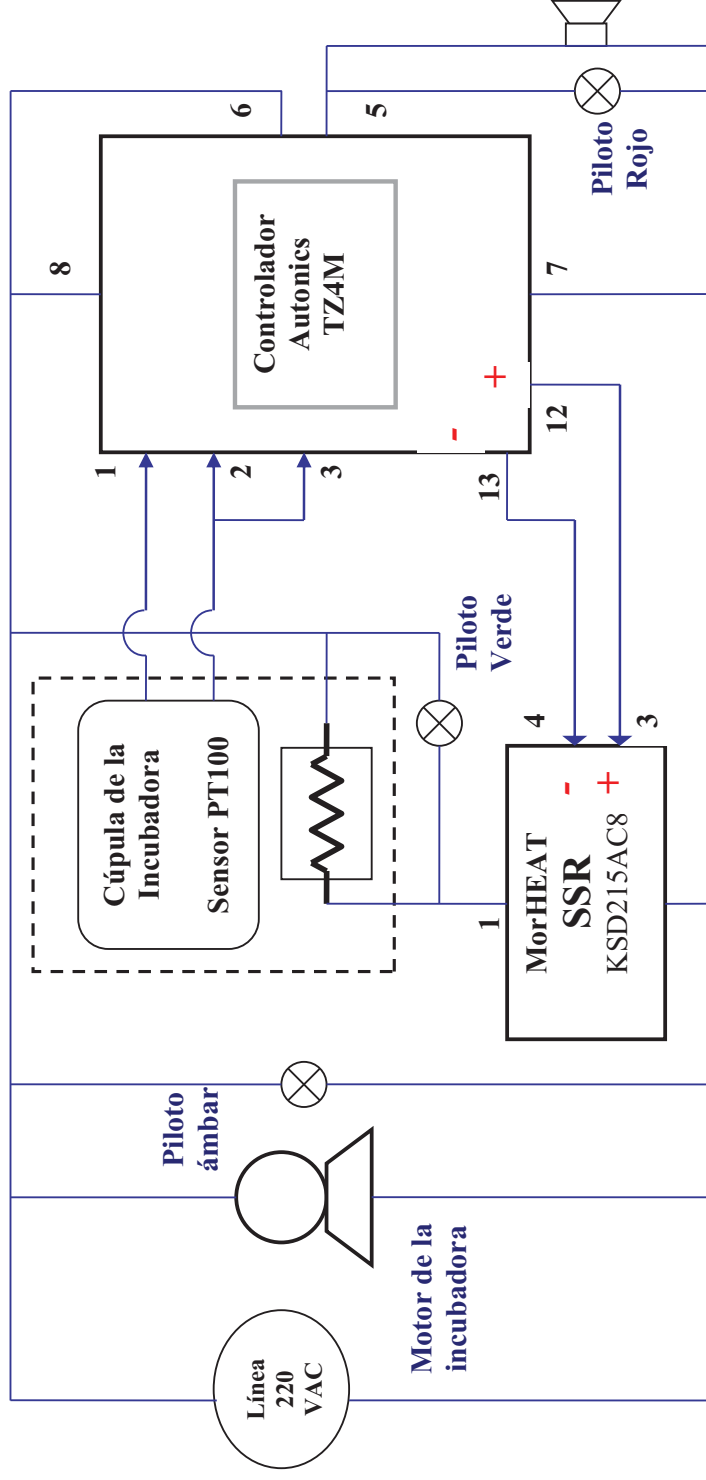 Línea
220
VAC
Motor de la
incubadora
Piloto
ámbar
Cúpula de la
Incubadora
Sensor PT100
1
MorHEAT
SSR
KSD215AC8
-
+
4
3
Piloto
Verde
1
2
3
13
12
-
+
Controlador
Autonics
TZ4M
8
7
6
5
Piloto
Rojo